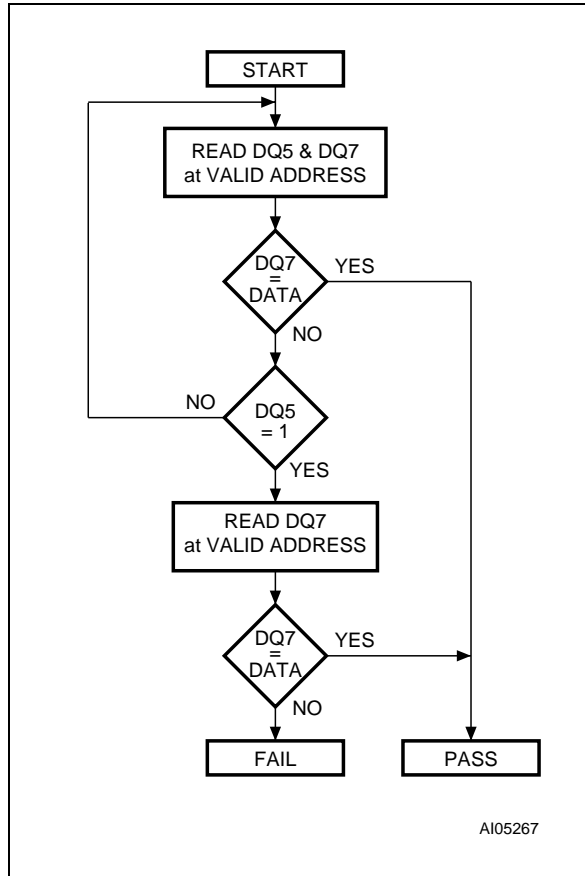 START
READ DQ5 & DQ7
at VALID ADDRESS
DQ7
=
DATA
YES
NO
DQ5
= 1
NO
YES
READ DQ7
at VALID ADDRESS
DQ7
=
DATA
YES
NO
FAIL
PASS
AI05267